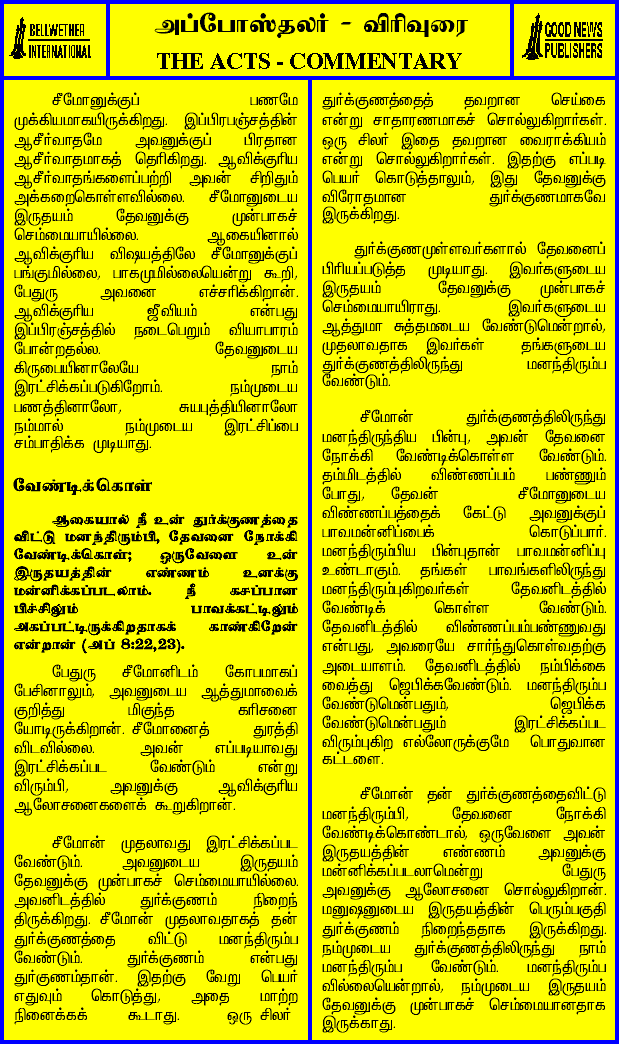 BELLWETHER
INTERNATIONAL
அப்போஸ்தலர் - விரிவுரை
THE ACTS - COMMENTARY
GOOD NEWS
PUBLISHERS
சீமோனுக்குப் பணமே
முக்கியமாகயிருக்கிறது. இப்பிரபஞ்சத்தின்
ஆசீர்வாதமே அவனுக்குப் பிரதான
ஆசீர்வாதமாகத் தெரிகிறது. ஆவிக்குரிய
ஆசீர்வாதங்களைப்பற்றி அவன் சிறிதும்
அக்கறைகொள்ளவில்லை. சீமோனுடைய
இருதயம் தேவனுக்கு முன்பாகச்
செம்மையாயில்லை. ஆகையினால்
ஆவிக்குரிய விஷயத்திலே சீமோனுக்குப்
பங்குமில்லை, பாகமுமில்லையென்று கூறி,
பேதுரு அவனை எச்சரிக்கிறான்.
ஆவிக்குரிய ஜீவியம் என்பது
இப்பிரஞ்சத்தில் நடைபெறும் வியாபாரம்
போன்றதல்ல. தேவனுடைய
கிருபையினாலேயே நாம்
இரட்சிக்கப்படுகிறோம். நம்முடைய
பணத்தினாலோ, சுயபுத்தியினாலோ
நம்மால் நம்முடைய இரட்சிப்பை
சம்பாதிக்க முடியாது.
வேண்டிக்கொள்
ஆகையால் நீ உன் துர்க்குணத்தை
விட்டு மனந்திரும்பி, தேவனை நோக்கி
வேண்டிக்கொள்; ஒருவேளை உன்
இருதயத்தின் எண்ணம் உனக்கு
மன்னிக்கப்படலாம். நீ கசப்பான
பிச்சிலும் பாவக்கட்டிலும்
அகப்பட்டிருக்கிறதாகக் காண்கிறேன்
என்றான் (அப் 8:22,23).
பேதுரு சீமோனிடம் கோபமாகப்
பேசினாலும், அவனுடைய ஆத்துமாவைக்
குறித்து மிகுந்த கரிசனை
யோடிருக்கிறான். சீமோனைத் துரத்தி
விடவில்லை. அவன் எப்படியாவது
இரட்சிக்கப்பட வேண்டும் என்று
விரும்பி, அவனுக்கு ஆவிக்குரிய
ஆலோசனைகளைக் கூறுகிறான்.
சீமோன் முதலாவது இரட்சிக்கப்பட
வேண்டும். அவனுடைய இருதயம்
தேவனுக்கு முன்பாகச் செம்மையாயில்லை.
அவனிடத்தில் துர்க்குணம் நிறைந்
திருக்கிறது. சீமோன் முதலாவதாகத் தன்
துர்க்குணத்தை விட்டு மனந்திரும்ப
வேண்டும். துர்க்குணம் என்பது
துர்குணம்தான். இதற்கு வேறு பெயர்
எதுவும் கொடுத்து, அதை மாற்ற
நினைக்கக் கூடாது. ஒரு சிலர்
துர்க்குணத்தைத் தவறான செய்கை
என்று சாதாரணமாகச் சொல்லுகிறார்கள்.
ஒரு சிலர் இதை தவறான வைராக்கியம்
என்று சொல்லுகிறார்கள். இதற்கு எப்படி
பெயர் கொடுத்தாலும், இது தேவனுக்கு
விரோதமான துர்க்குணமாகவே
இருக்கிறது.
துர்க்குணமுள்ளவர்களால் தேவனைப்
பிரியப்படுத்த முடியாது. இவர்களுடைய
இருதயம் தேவனுக்கு முன்பாகச்
செம்மையாயிராது. இவர்களுடைய
ஆத்துமா சுத்தமடைய வேண்டுமென்றால்,
முதலாவதாக இவர்கள் தங்களுடைய
துர்க்குணத்திலிருந்து மனந்திரும்ப
வேண்டும்.
சீமோன் துர்க்குணத்திலிருந்து
மனந்திருந்திய பின்பு, அவன் தேவனை
நோக்கி வேண்டிக்கொள்ள வேண்டும்.
தம்மிடத்தில் விண்ணப்பம் பண்ணும்
போது, தேவன் சீமோனுடைய
விண்ணப்பத்தைக் கேட்டு அவனுக்குப்
பாவமன்னிப்பைக் கொடுப்பார்.
மனந்திரும்பிய பின்புதான் பாவமன்னிப்பு
உண்டாகும். தங்கள் பாவங்களிலிருந்து
மனந்திரும்புகிறவர்கள் தேவனிடத்தில்
வேண்டிக் கொள்ள வேண்டும்.
தேவனிடத்தில் விண்ணப்பம்பண்ணுவது
என்பது, அவரையே சார்ந்துகொள்வதற்கு
அடையாளம். தேவனிடத்தில் நம்பிக்கை
வைத்து ஜெபிக்கவேண்டும். மனந்திரும்ப
வேண்டுமென்பதும், ஜெபிக்க
வேண்டுமென்பதும் இரட்சிக்கப்பட
விரும்புகிற எல்லோருக்குமே பொதுவான
கட்டளை.
சீமோன் தன் துர்க்குணத்தைவிட்டு
மனந்திரும்பி, தேவனை நோக்கி
வேண்டிக்கொண்டால், ஒருவேளை அவன்
இருதயத்தின் எண்ணம் அவனுக்கு
மன்னிக்கப்படலாமென்று பேதுரு
அவனுக்கு ஆலோசனை சொல்லுகிறான்.
மனுஷனுடைய இருதயத்தின் பெரும்பகுதி
துர்க்குணம் நிறைந்ததாக இருக்கிறது.
நம்முடைய துர்க்குணத்திலிருந்து நாம்
மனந்திரும்ப வேண்டும். மனந்திரும்ப
வில்லையென்றால், நம்முடைய இருதயம்
தேவனுக்கு முன்பாகச் செம்மையானதாக
இருக்காது.